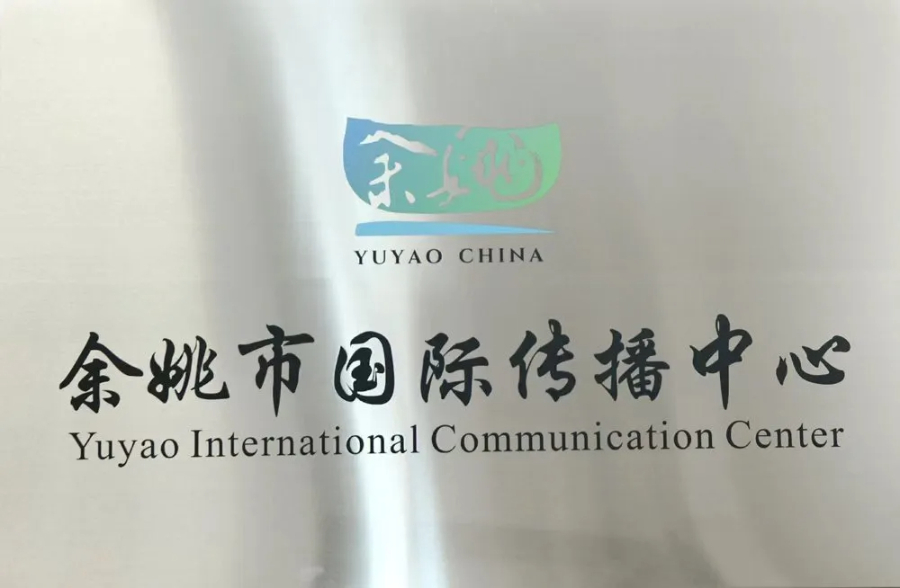 余姚
YUYAO CHINA
余姚市国际传播中心
Yuyao International Communication Center